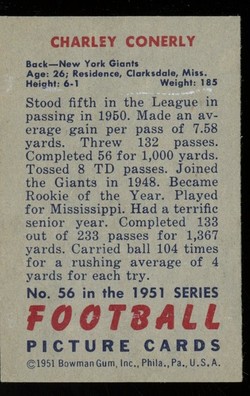 CHARLEY CONERLY
Back—New York Giants
Age: 26; Residence, Clarksdale, Miss.
Height: 6-1 Weight: 185
Stood fifth in the League in
passing in 1950. Made an av-
erage gain per pass of 7.58
yards. Threw 132 passes.
Completed 56 for 1,000 yards.
Tossed 8 TD passes. Joined
the Giants in 1948. Became
Rookie of the Year. Played
for Mississippi. Had a terrific
senior year. Completed 133
out of 233 passes for 1,367
yards. Carried ball 104 times
for a rushing average of 4
yards for each try.
No. 56 in the 1951 SERIES
FOOTBALL
PICTURE CARDS
©1951 Bowman Gum, Inc., Phila., Pa., U.S.A.